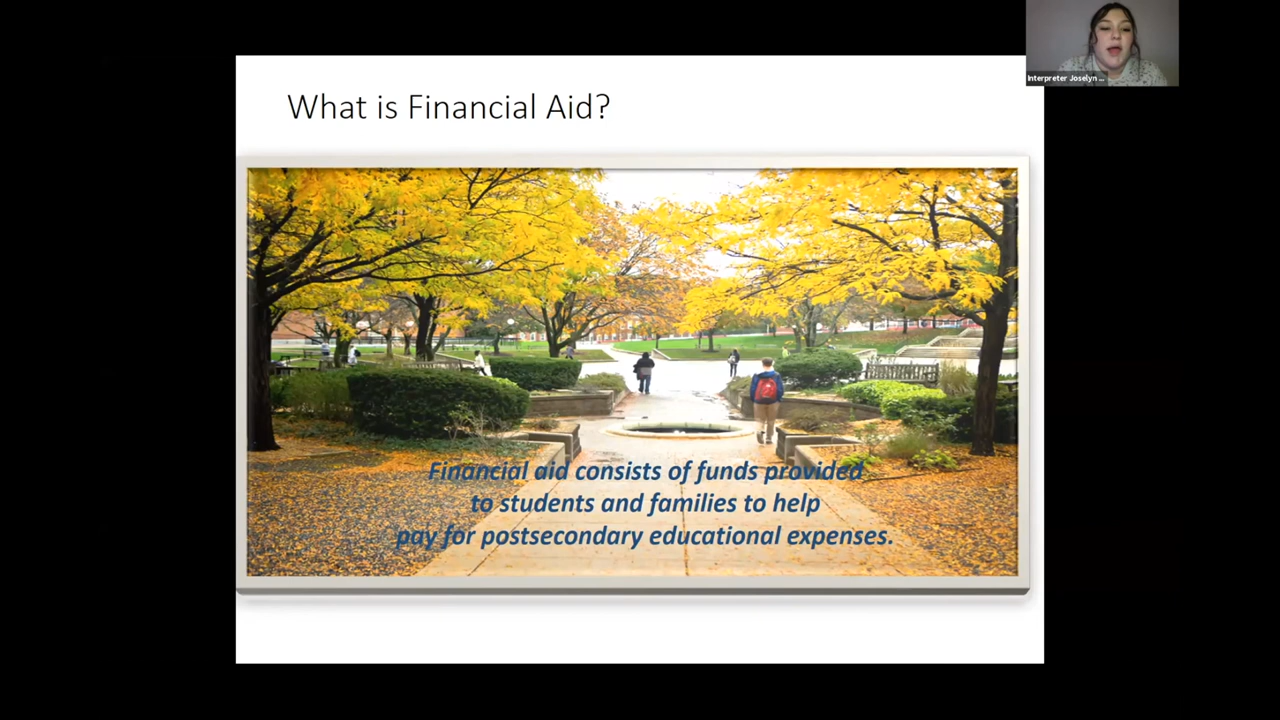 Interpreter Joselyn ...
What is Financial Aid?
Financial aid consists of funds provided
to students and families to help
pay for postsecondary educational expenses.